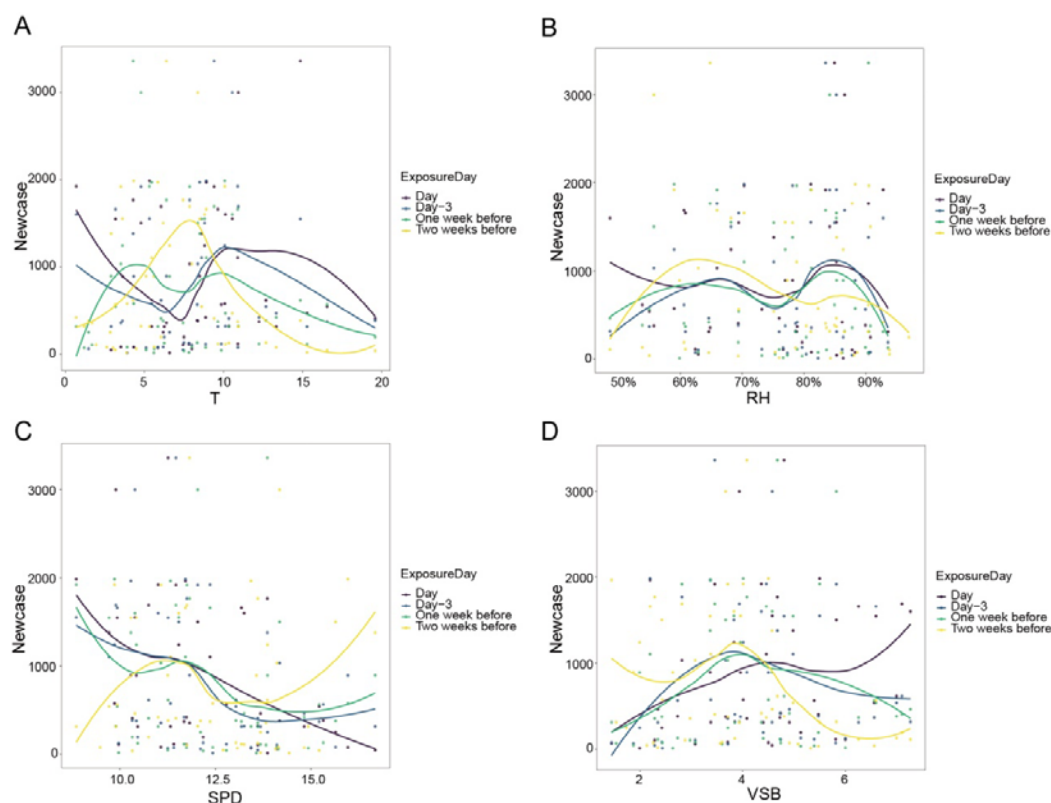 A
B
Newcase
3000
2000
1000
0
0
5
10
15
20
T
ExposureDay
Day
Day-3
One week before
Two weeks before
Newcase
3000
2000
1000
0
50%
60%
70%
80%
90%
RH
ExposureDay
Day
Day-3
One week before
Two weeks before
C
D
Newcase
3000
2000
1000
0
10.0
12.5
15.0
SPD
ExposureDay
Day
Day-3
One week before
Two weeks before
Newcase
3000
2000
1000
0
2
4
6
VSB
ExposureDay
Day
Day-3
One week before
Two weeks before